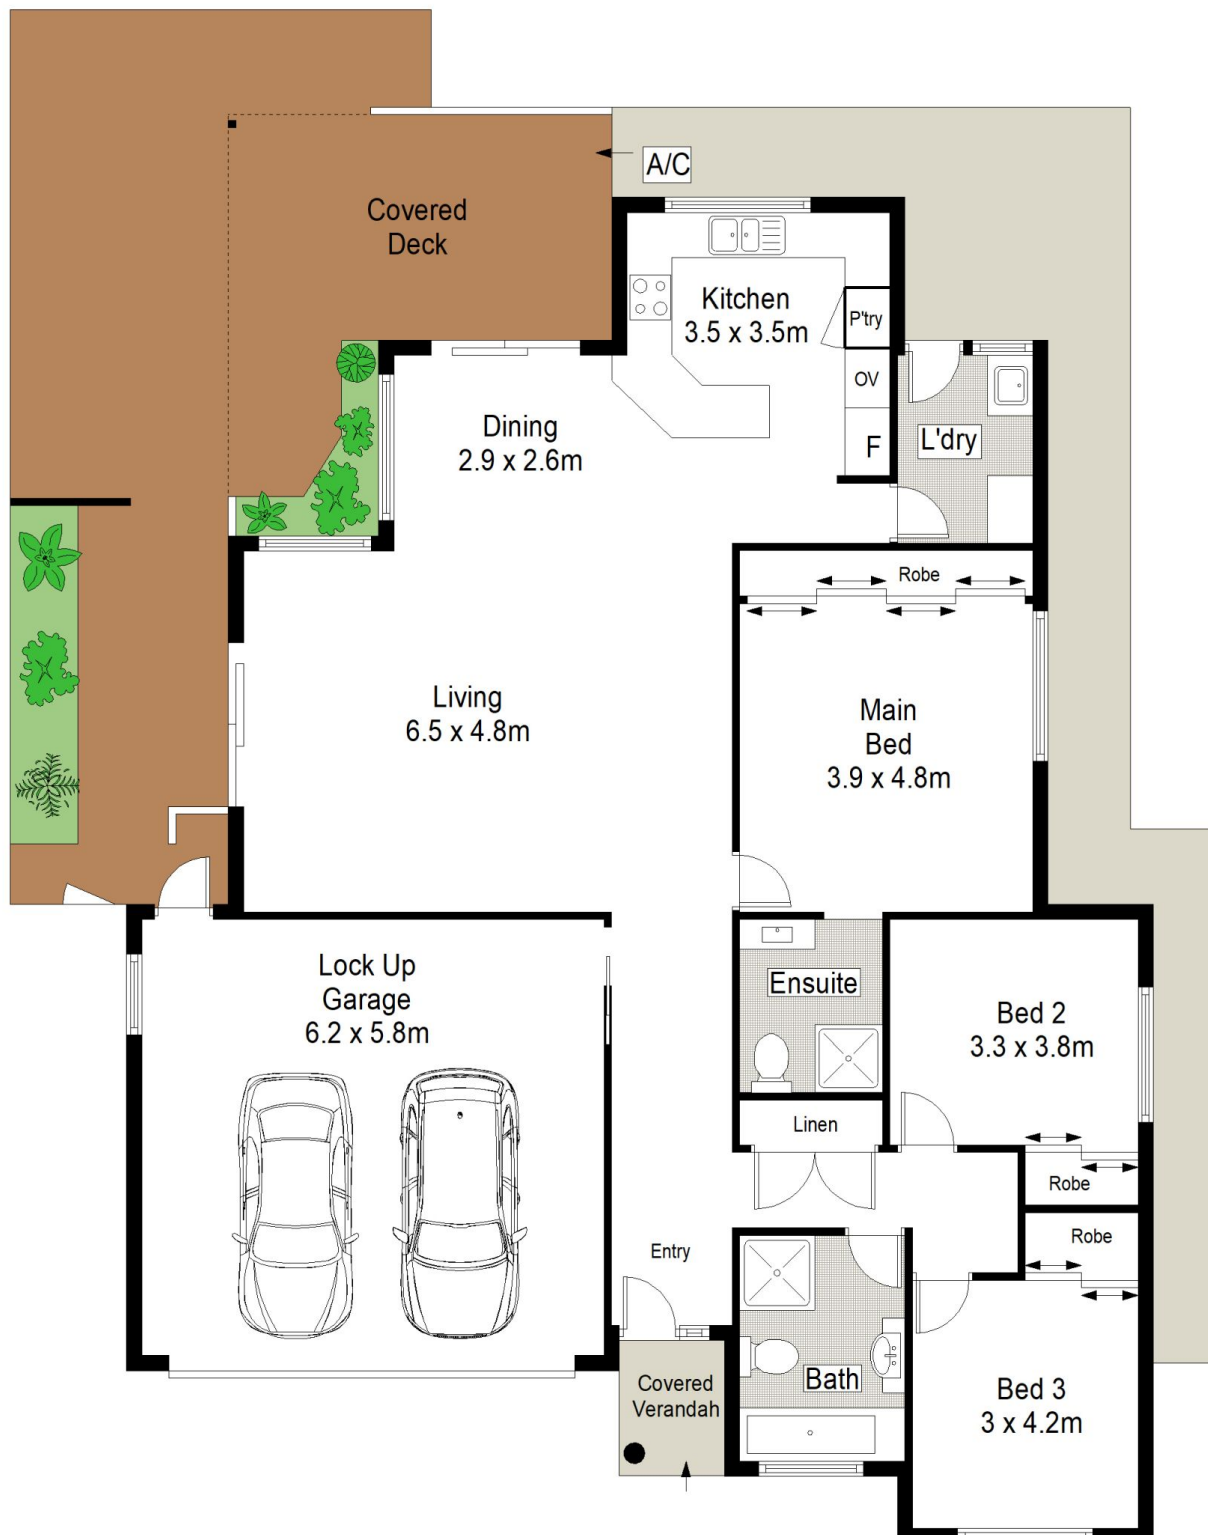 A/C
Covered
Deck
Kitchen
3.5 x 3.5m
P'try
OV
F
Dining
2.9 x 2.6m
L'dry
Robe
Living
6.5 x 4.8m
Main
Bed
3.9 x 4.8m
Lock Up
Garage
6.2 x 5.8m
Ensuite
Bed 2
3.3 x 3.8m
Linen
Robe
Robe
Entry
Covered
Verandah
Bath
Bed 3
3 x 4.2m